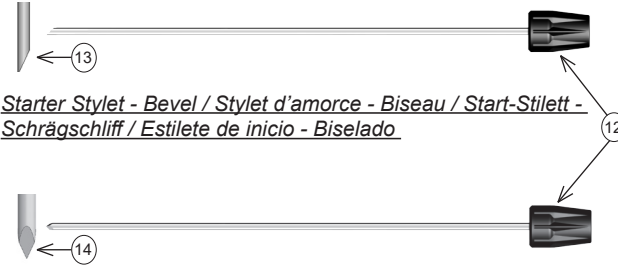 13
Starter Stylet - Bevel / Stylet d'amorce - Biseau / Start-Stilett -
Schrägschliff / Estilete de inicio - Biselado
12
14